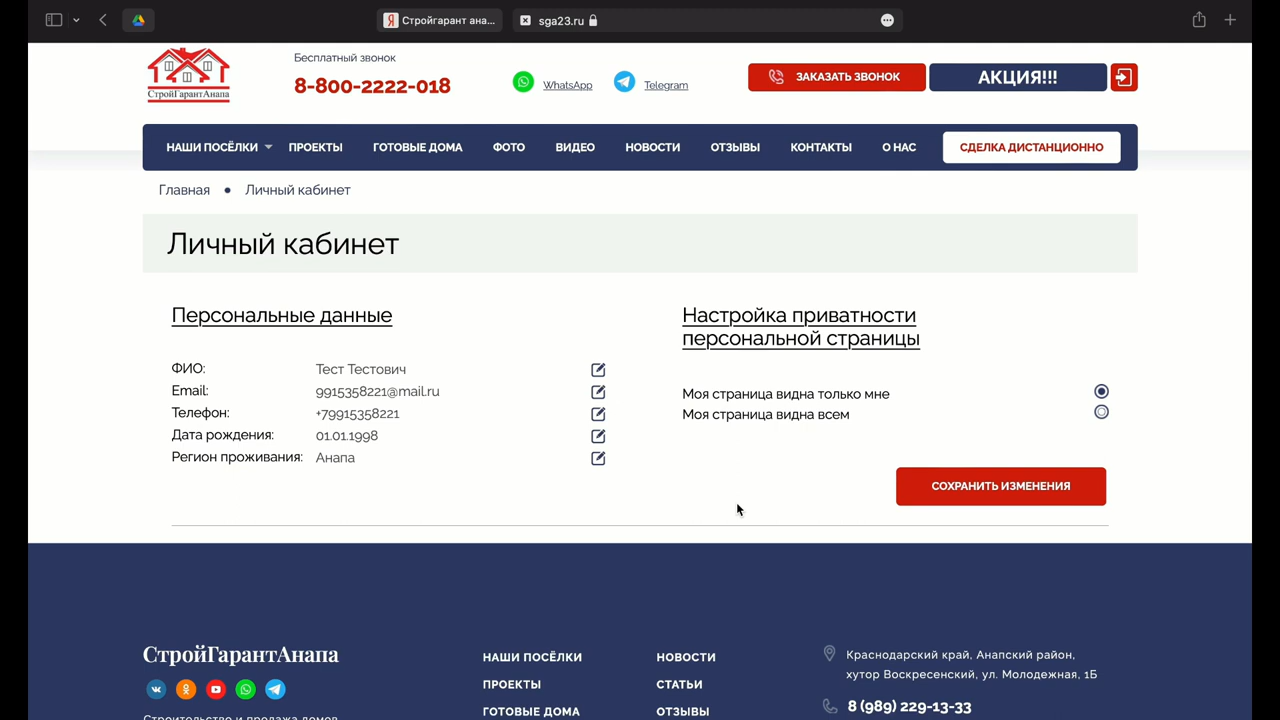 Стройгарант ана...
sga23.ru
СтройГарантАнапа
Бесплатный звонок
8-800-2222-018
WhatsApp
Telegram
ЗАКАЗАТЬ ЗВОНОК
АКЦИЯ!!!
НАШИ ПОСЁЛКИ ПРОЕКТЫ ГОТОВЫЕ ДОМА ФОТО ВИДЕО НОВОСТИ ОТЗЫВЫ КОНТАКТЫ О НАС СДЕЛКА ДИСТАНЦИОННО
Главная • Личный кабинет
Личный кабинет
Персональные данные
ФИО: Тест Тестович
Email: 9915358221@mail.ru
Телефон: +79915358221
Дата рождения: 01.01.1998
Регион проживания: Анапа
Настройка приватности
персональной страницы
Моя страница видна только мне
Моя страница видна всем
СОХРАНИТЬ ИЗМЕНЕНИЯ
СтройГарантАнапа
Строительство и продажа домов
НАШИ ПОСЁЛКИ
ПРОЕКТЫ
ГОТОВЫЕ ДОМА
НОВОСТИ
СТАТЬИ
ОТЗЫВЫ
Краснодарский край, Анапский район,
хутор Воскресенский, ул. Молодежная, 1Б
8 (989) 229-13-33